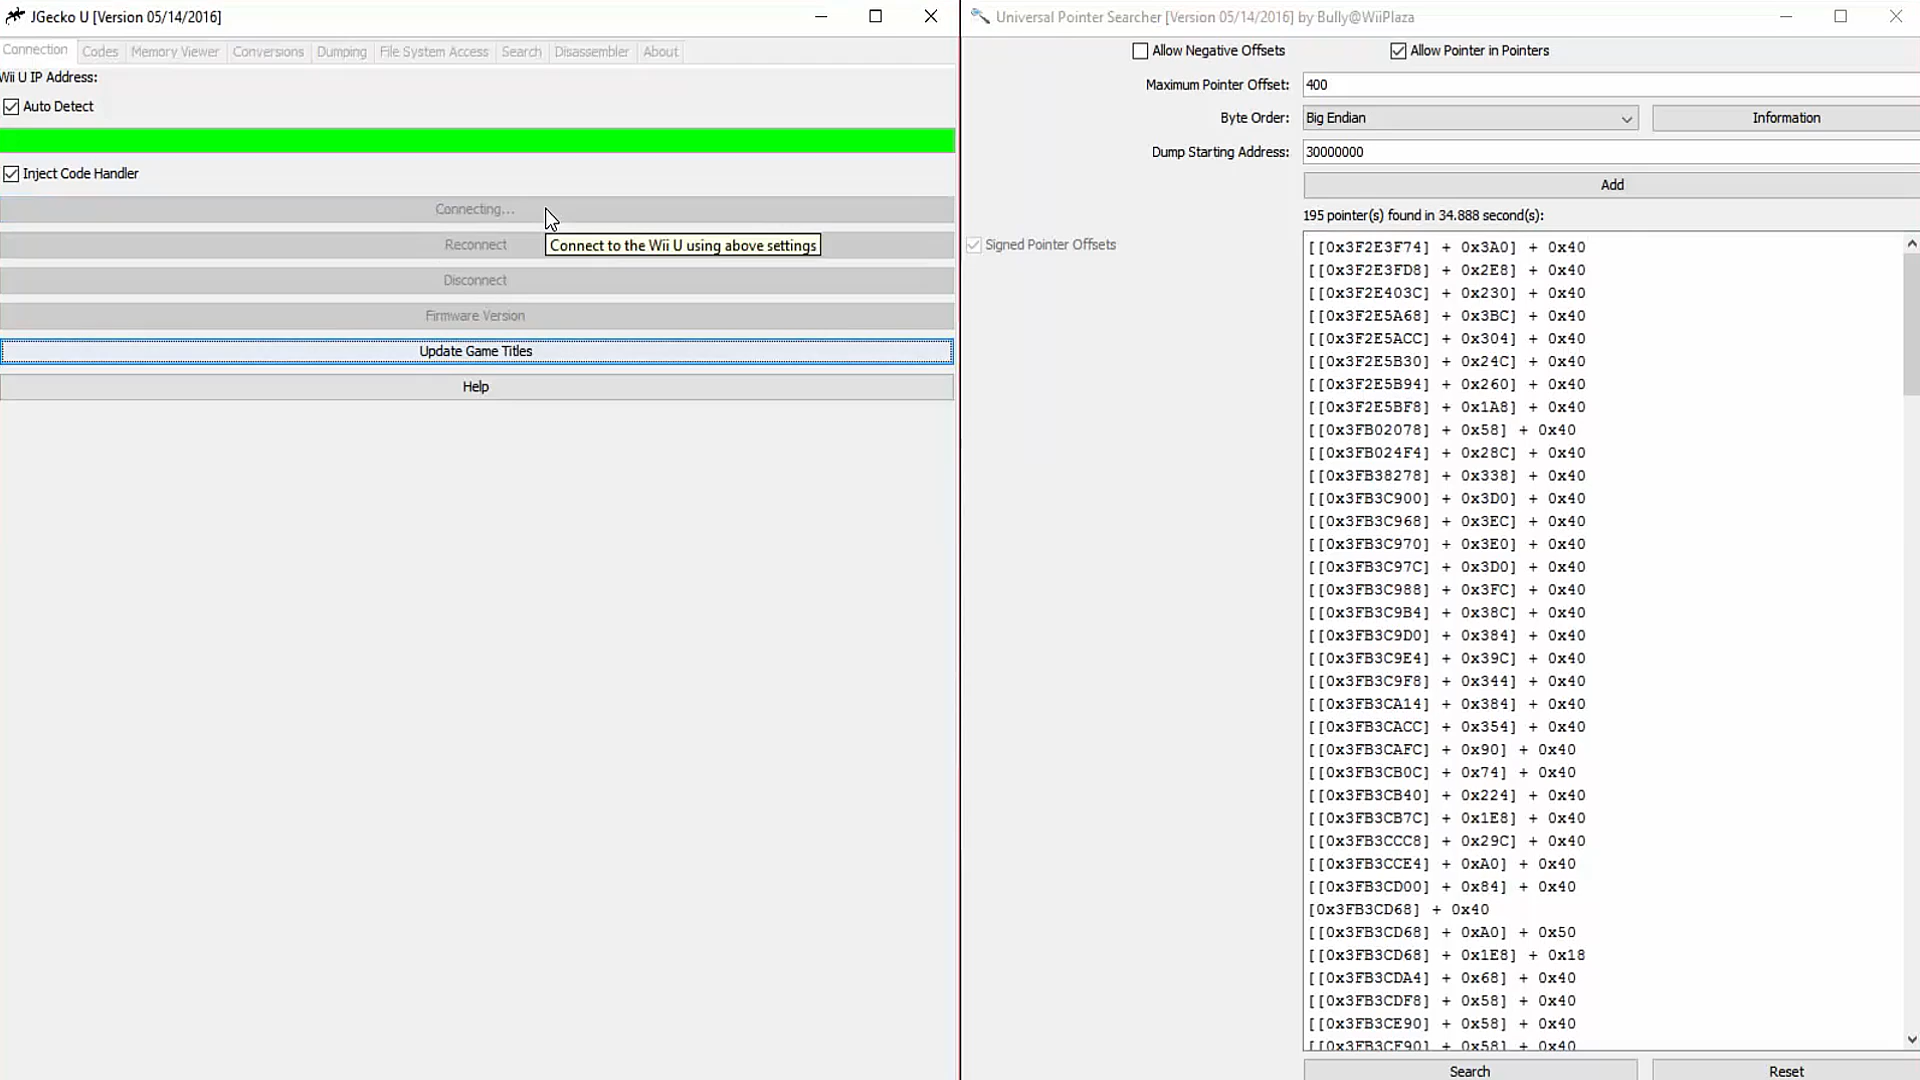 JGecko U [Version 05/14/2016]
Connection Codes Memory Viewer Conversions Dumping File System Access Search Disassembler About
Wii U IP Address:
Auto Detect
Inject Code Handler
Connecting...
Reconnect
Connect to the Wii U using above settings
Disconnect
Firmware Version
Update Game Titles
Help
Universal Pointer Searcher [Version 05/14/2016] by Bully@WiiPlaza
Allow Negative Offsets Allow Pointer in Pointers
Maximum Pointer Offset: 400
Byte Order: Big Endian Information
Dump Starting Address: 30000000
Add
195 pointer(s) found in 34.888 second(s):
Signed Pointer Offsets
[[0x3F2E3F74] + 0x3A0] + 0x40
[[0x3F2E3FD8] + 0x2E8] + 0x40
[[0x3F2E403C] + 0x230] + 0x40
[[0x3F2E5A68] + 0x3BC] + 0x40
[[0x3F2E5ACC] + 0x304] + 0x40
[[0x3F2E5B30] + 0x24C] + 0x40
[[0x3F2E5B94] + 0x260] + 0x40
[[0x3F2E5BF8] + 0x1A8] + 0x40
[[0x3FB02078] + 0x58] + 0x40
[[0x3FB024F4] + 0x28C] + 0x40
[[0x3FB38278] + 0x338] + 0x40
[[0x3FB3C900] + 0x3D0] + 0x40
[[0x3FB3C968] + 0x3EC] + 0x40
[[0x3FB3C970] + 0x3E0] + 0x40
[[0x3FB3C97C] + 0x3D0] + 0x40
[[0x3FB3C988] + 0x3FC] + 0x40
[[0x3FB3C9B4] + 0x38C] + 0x40
[[0x3FB3C9D0] + 0x384] + 0x40
[[0x3FB3C9E4] + 0x39C] + 0x40
[[0x3FB3C9F8] + 0x344] + 0x40
[[0x3FB3CA14] + 0x384] + 0x40
[[0x3FB3CACC] + 0x354] + 0x40
[[0x3FB3CAFC] + 0x90] + 0x40
[[0x3FB3CB0C] + 0x74] + 0x40
[[0x3FB3CB40] + 0x224] + 0x40
[[0x3FB3CB7C] + 0x1E8] + 0x40
[[0x3FB3CCC8] + 0x29C] + 0x40
[[0x3FB3CCE4] + 0xA0] + 0x40
[[0x3FB3CD00] + 0x84] + 0x40
[0x3FB3CD68] + 0x40
[[0x3FB3CD68] + 0xA0] + 0x50
[[0x3FB3CD68] + 0x1E8] + 0x18
[[0x3FB3CDA4] + 0x68] + 0x40
[[0x3FB3CDF8] + 0x58] + 0x40
[[0x3FB3CE90] + 0x58] + 0x40
[[0x3FB3CF90] + 0x58] + 0x40
Search Reset